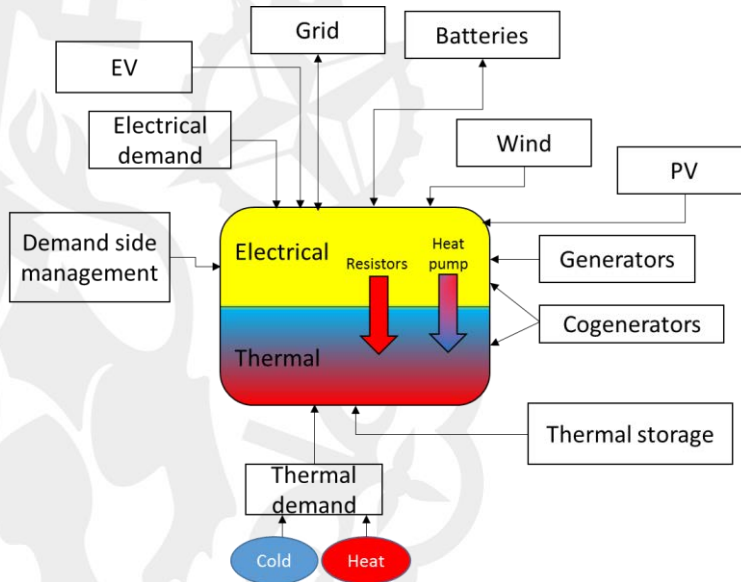 Grid
Batteries
EV
Electrical
demand
Wind
PV
Demand side
management
Electrical
Resistors
Heat
pump
Generators
Cogenerators
Thermal
Thermal storage
Thermal
demand
Cold
Heat